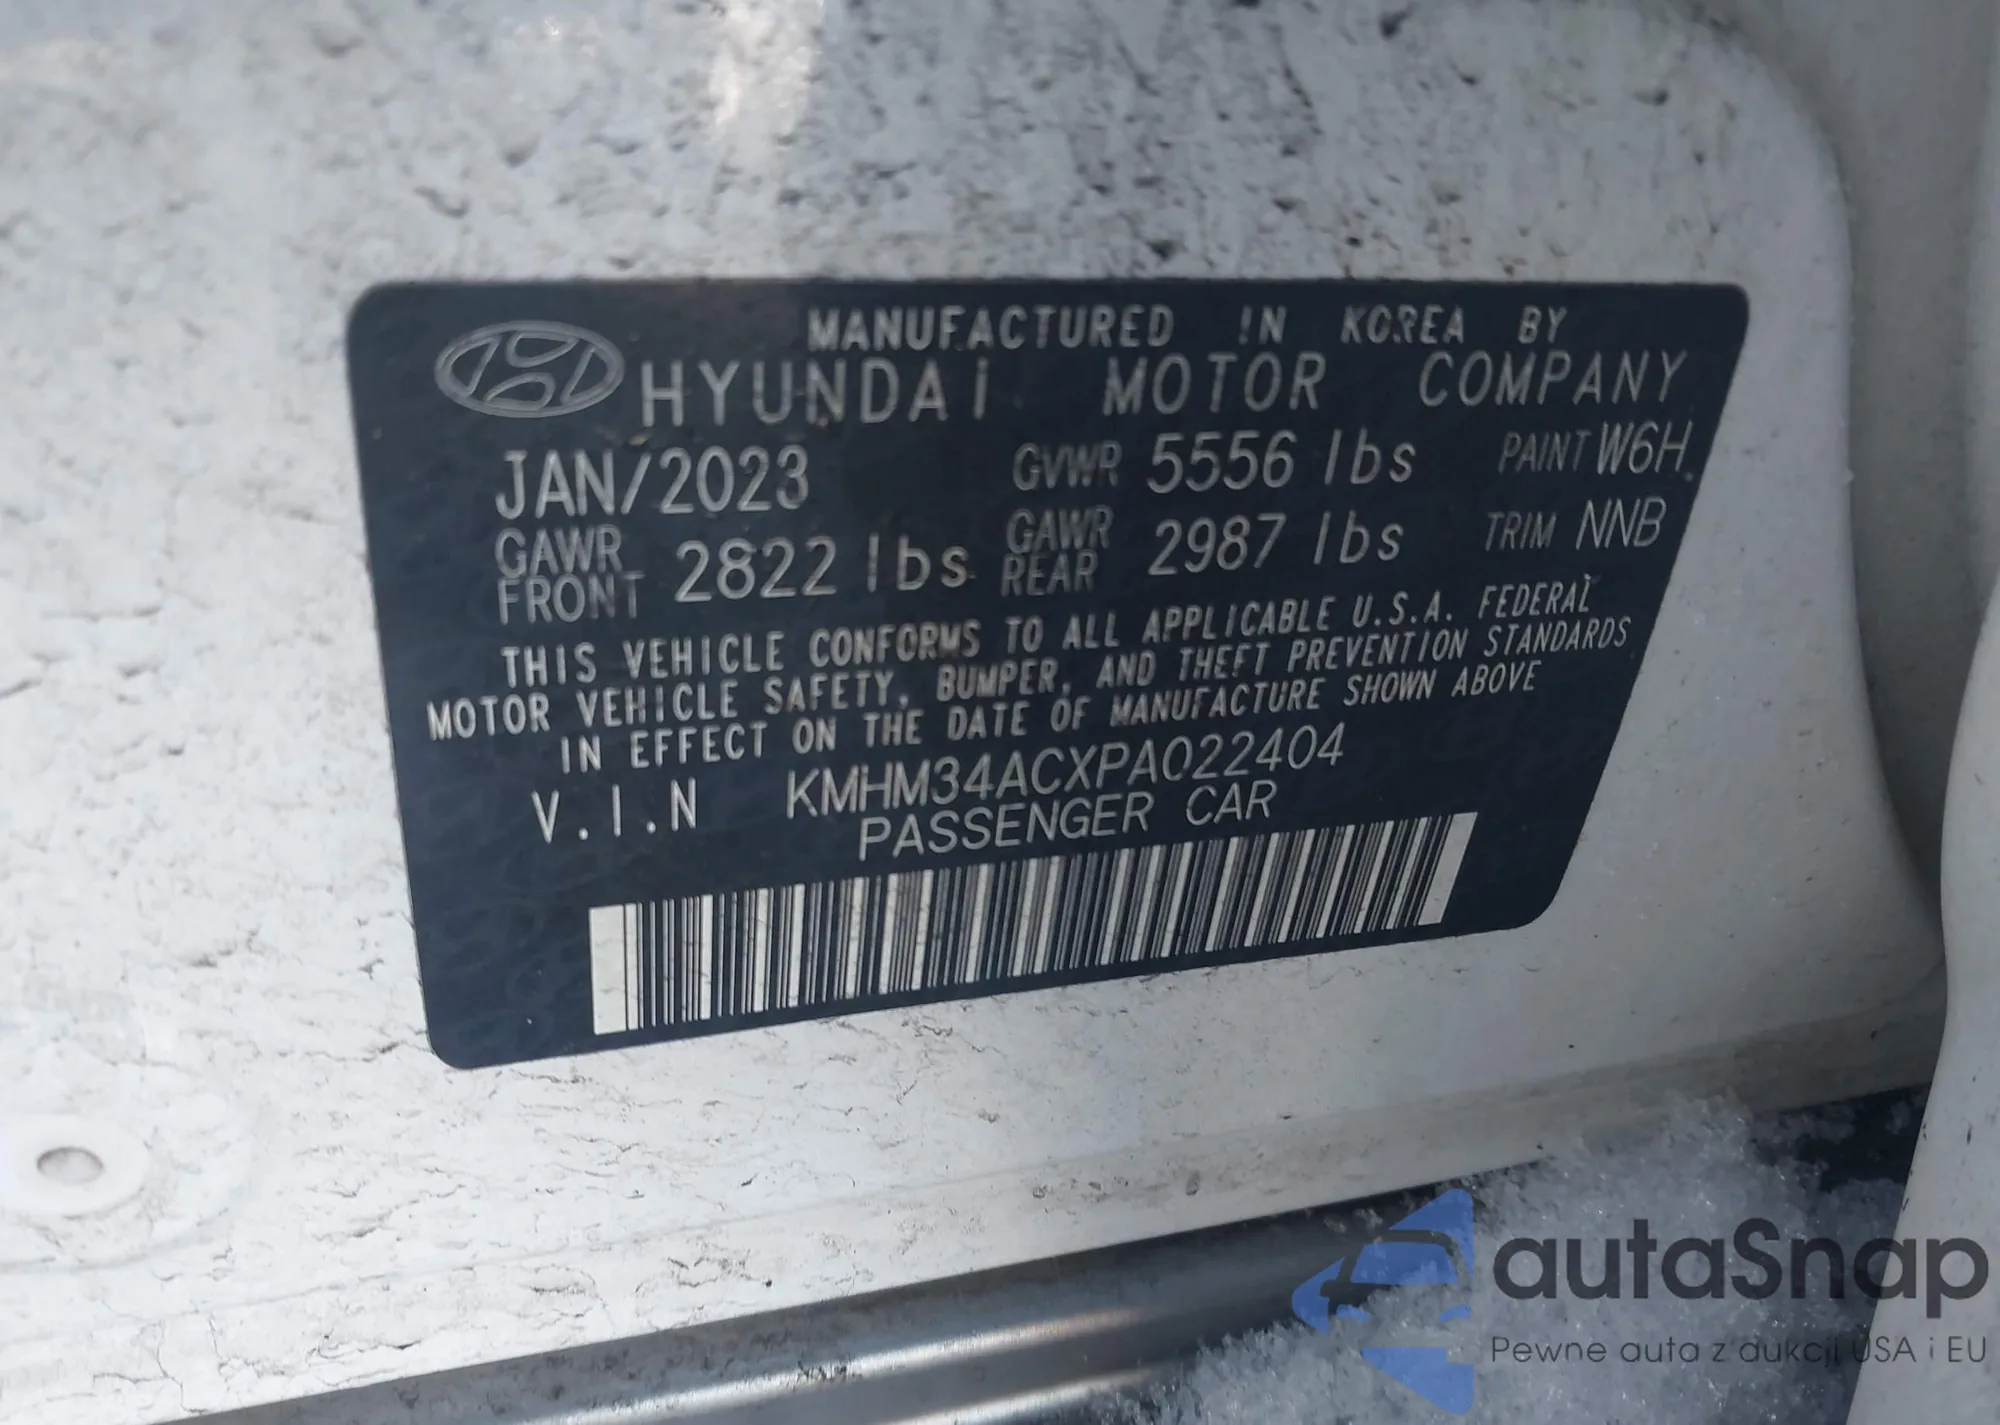 MANUFACTURED IN KOREA BY
HYUNDAI MOTOR COMPANY
JAN/2023 GVWR 5556 lbs PAINT W6H
GAWR FRONT 2822 lbs GAWR REAR 2987 lbs TRIM NNB
THIS VEHICLE CONFORMS TO ALL APPLICABLE U.S.A. FEDERAL
MOTOR VEHICLE SAFETY, BUMPER, AND THEFT PREVENTION STANDARDS
IN EFFECT ON THE DATE OF MANUFACTURE SHOWN ABOVE
V.I.N KMHM34ACXPA022404
PASSENGER CAR
autaSnap
Pewne auta z aukcji USA i EU